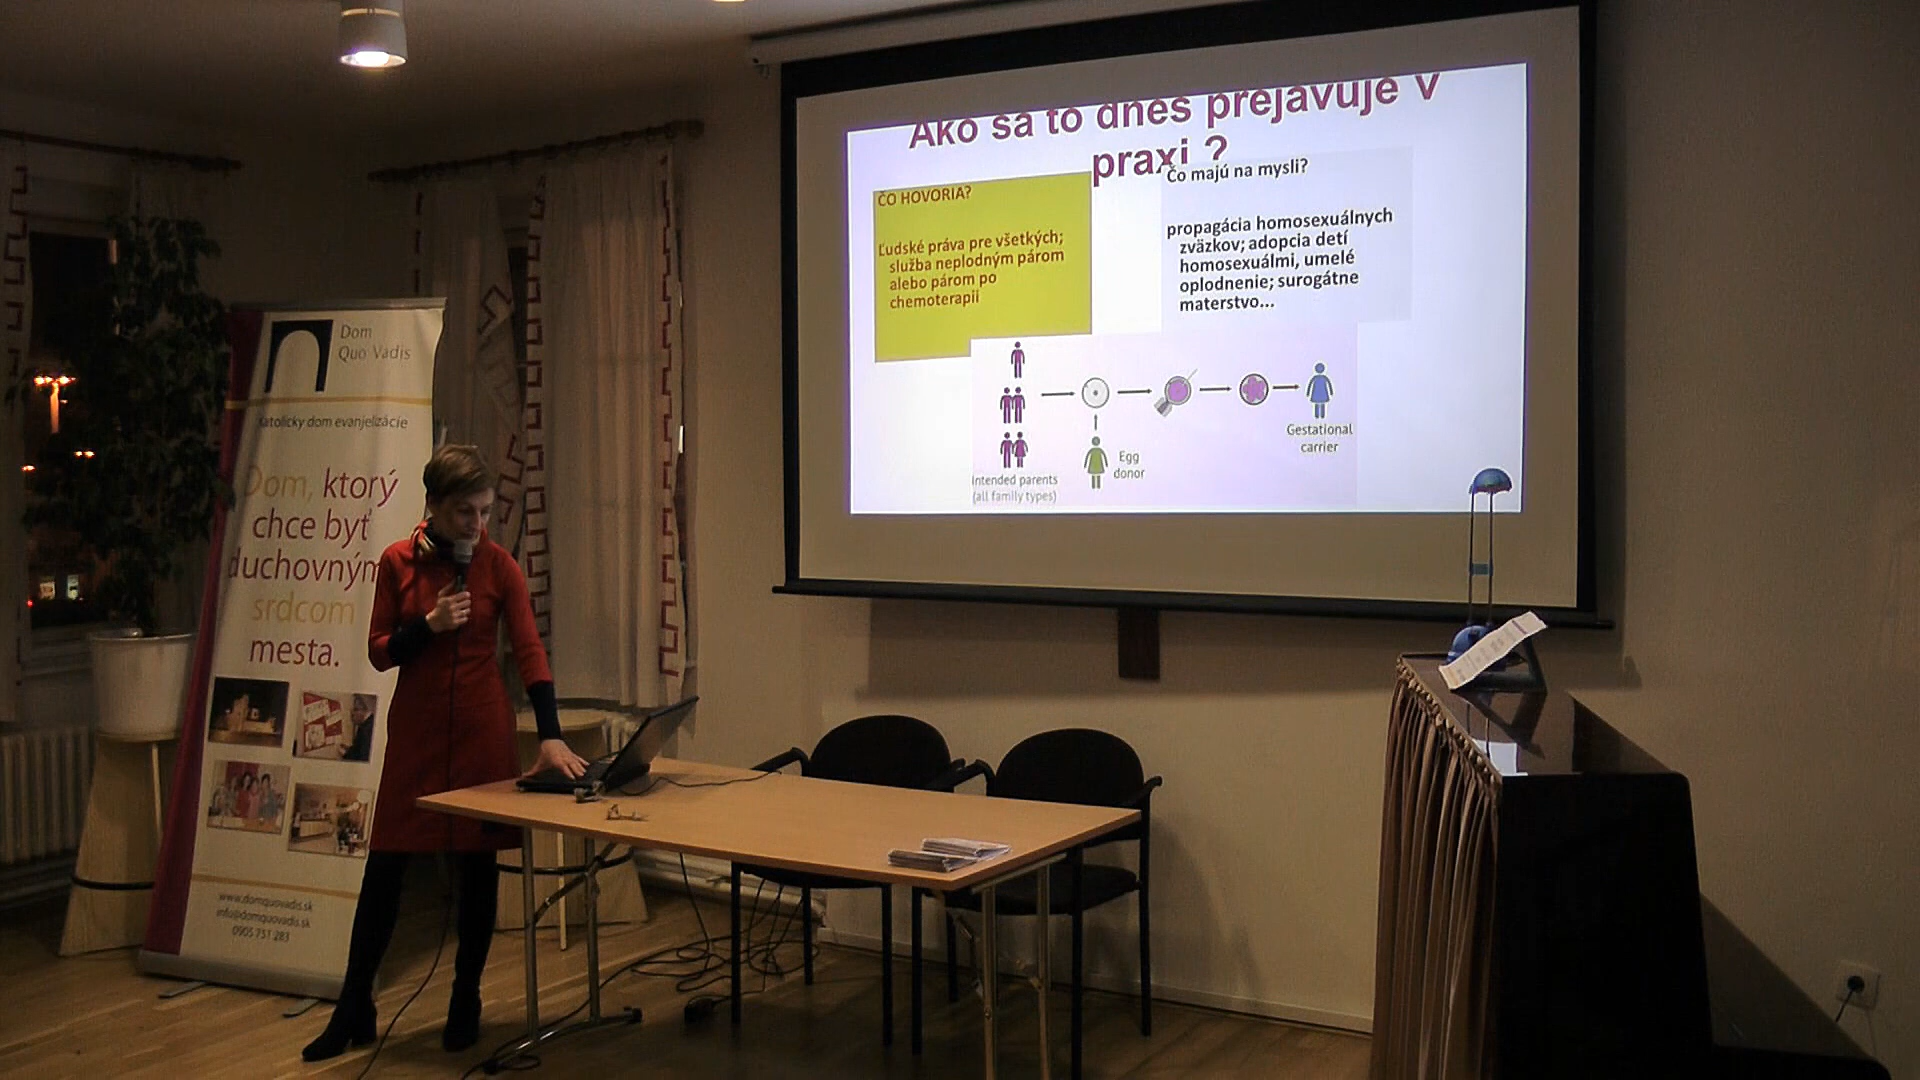 Ako sa to dnes prejavuje v
praxi ?
ČO HOVORIA?
Ľudské práva pre všetkých;
služba neplodným párom
alebo párom po
chemoterapii
Čo majú na mysli?
propagácia homosexuálnych
zväzkov; adopcia detí
homosexuálmi, umelé
oplodnenie; surogátne
materstvo...
Intended parents
(all family types)
Egg
donor
Gestational
carrier
Dom
Quo Vadis
Katolícky dom evanjelizácie
Dom, ktorý
chce byť
duchovným
srdcom
mesta.
www.domquovadis.sk
info@domquovadis.sk
0905 751 283